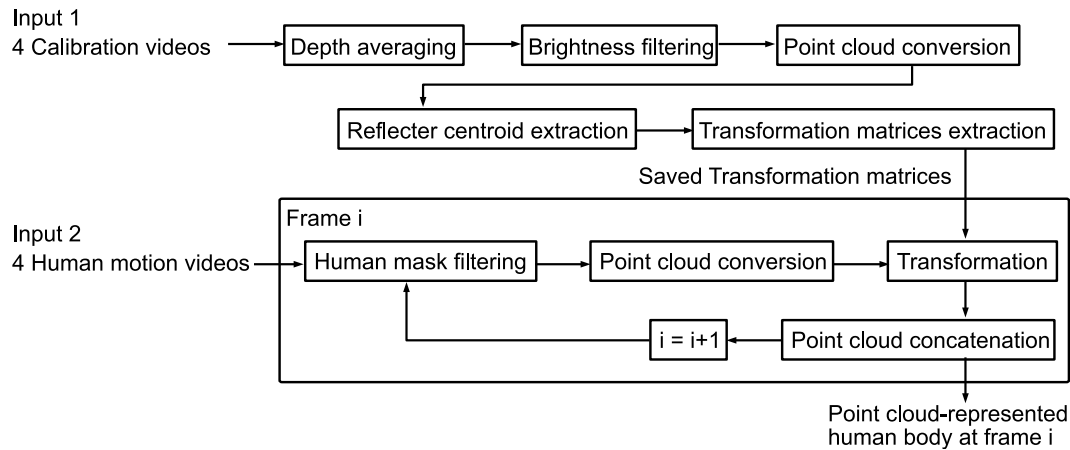 Input 1
4 Calibration videos
Depth averaging
Brightness filtering
Point cloud conversion
Reflecter centroid extraction
Transformation matrices extraction
Saved Transformation matrices
Frame i
Input 2
4 Human motion videos
Human mask filtering
Point cloud conversion
Transformation
i = i+1
Point cloud concatenation
Point cloud-represented
human body at frame i